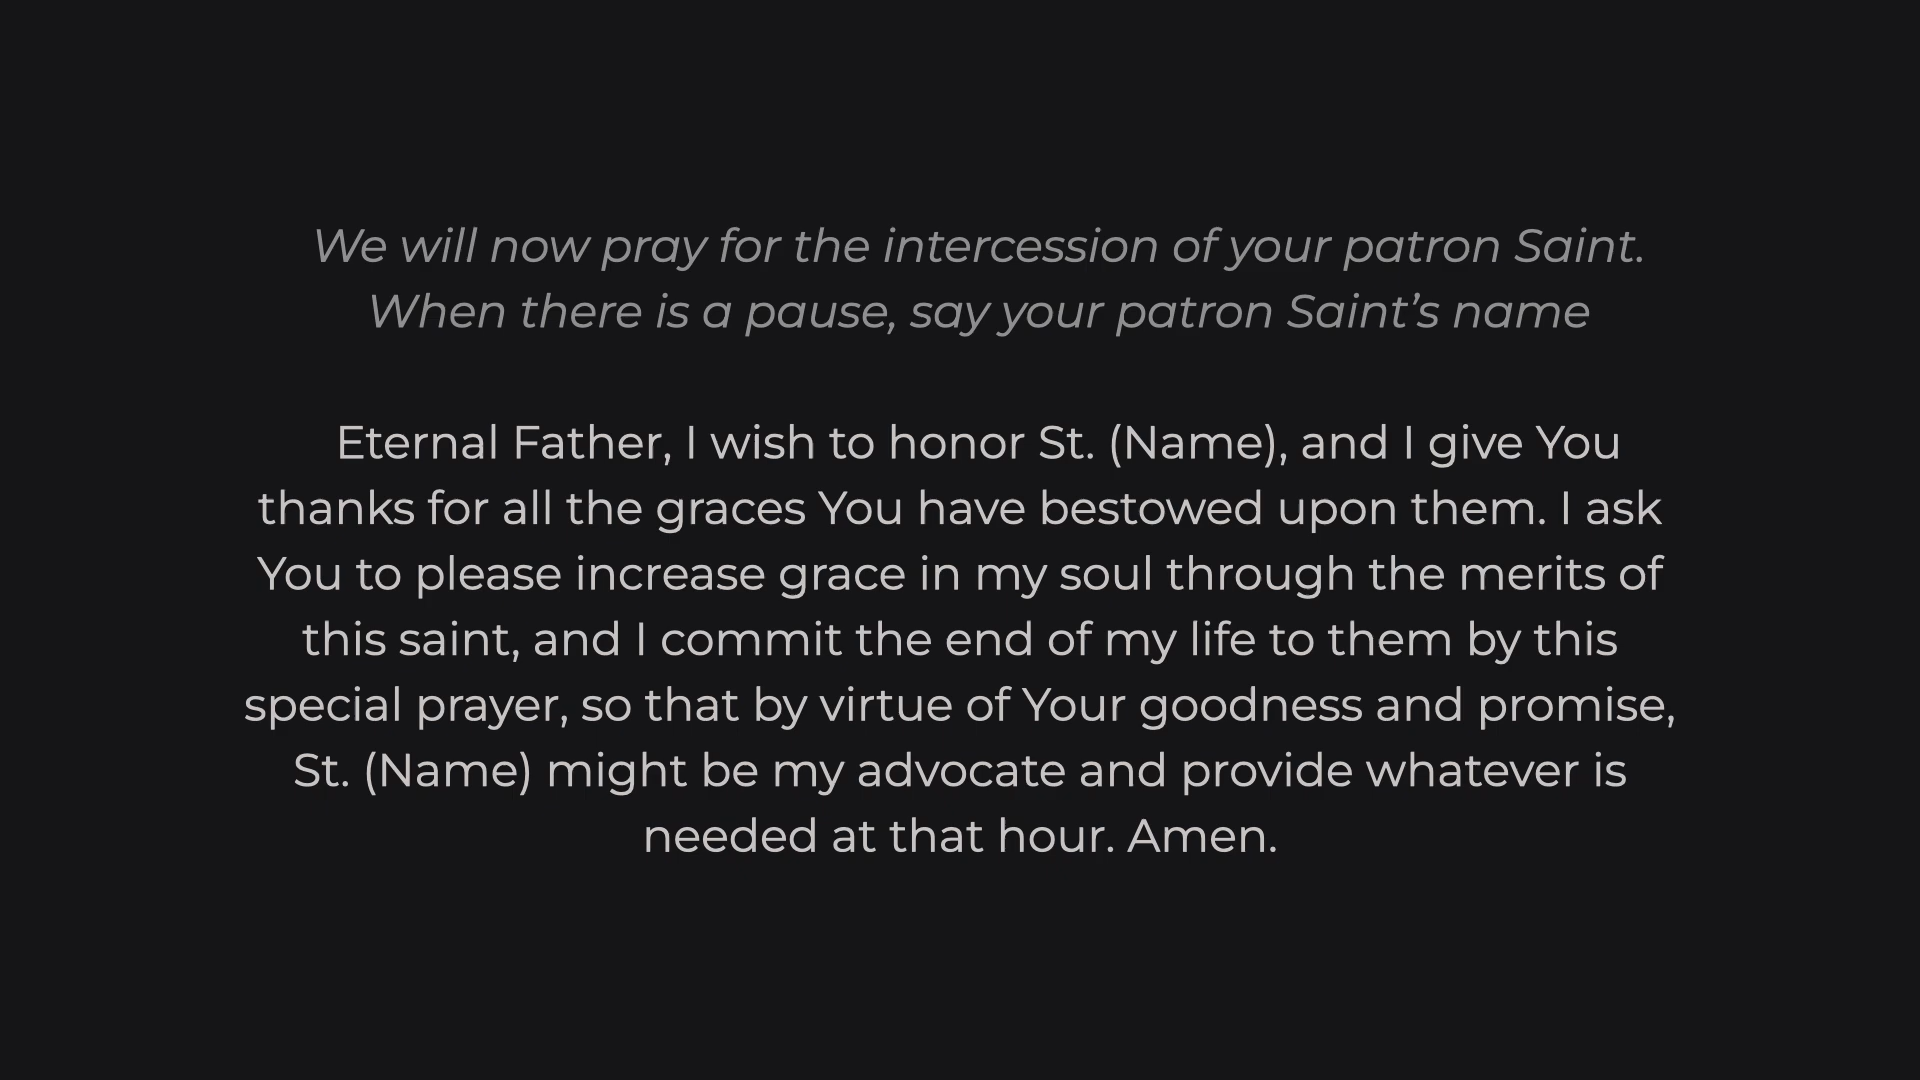 We will now pray for the intercession of your patron Saint.
When there is a pause, say your patron Saint’s name
Eternal Father, I wish to honor St. (Name), and I give You
thanks for all the graces You have bestowed upon them. I ask
You to please increase grace in my soul through the merits of
this saint, and I commit the end of my life to them by this
special prayer, so that by virtue of Your goodness and promise,
St. (Name) might be my advocate and provide whatever is
needed at that hour. Amen.